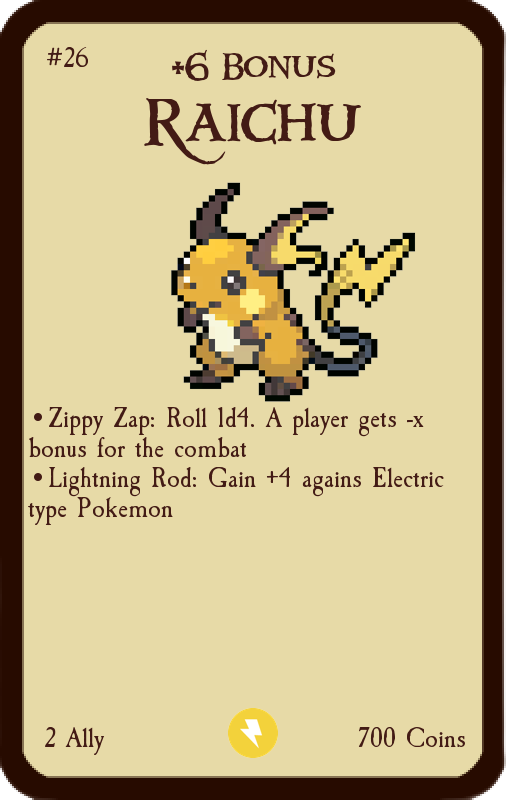 #26
+6 Bonus
Raichu
•Zippy Zap: Roll 1d4. A player gets -x
bonus for the combat
•Lightning Rod: Gain +4 agains Electric
type Pokemon
2 Ally
700 Coins